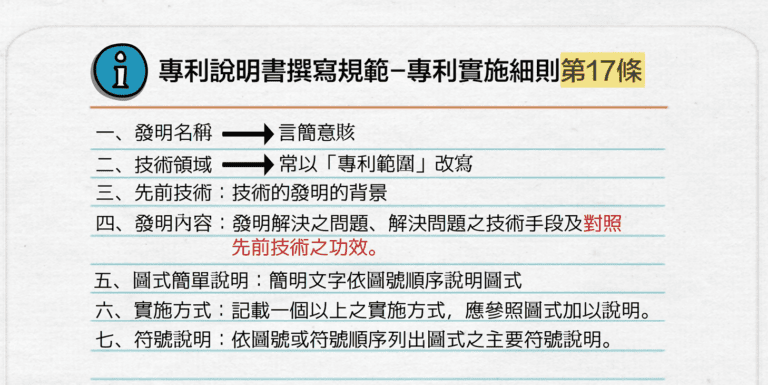 專利說明書撰寫規範–專利實施細則第17條
一、發明名稱 → 言簡意賅
二、技術領域 → 常以「專利範圍」改寫
三、先前技術：技術的發明的背景
四、發明內容：發明解決之問題、解決問題之技術手段及對照
先前技術之功效。
五、圖式簡單說明：簡明文字依圖號順序說明圖式
六、實施方式：記載一個以上之實施方式，應參照圖式加以說明。
七、符號說明：依圖號或符號順序列出圖式之主要符號說明。